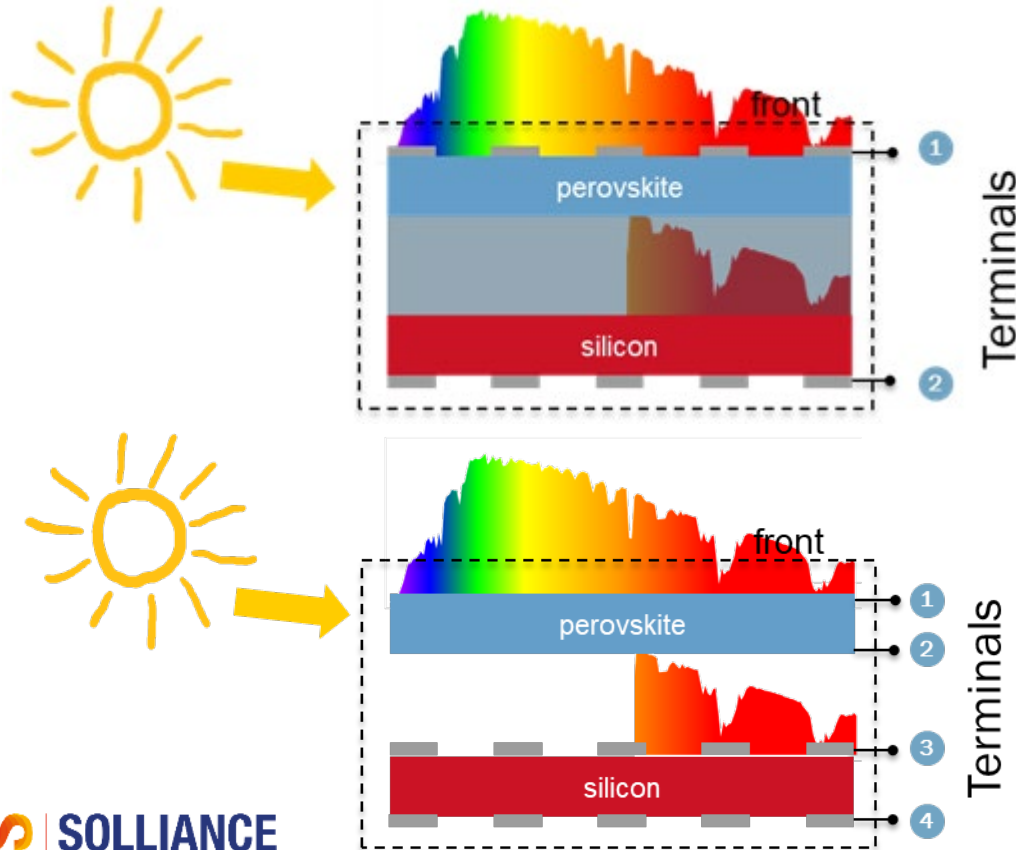 front
1
perovskite
silicon
2
Terminals
front
1
perovskite
2
3
silicon
4
Terminals
SOLLIANCE